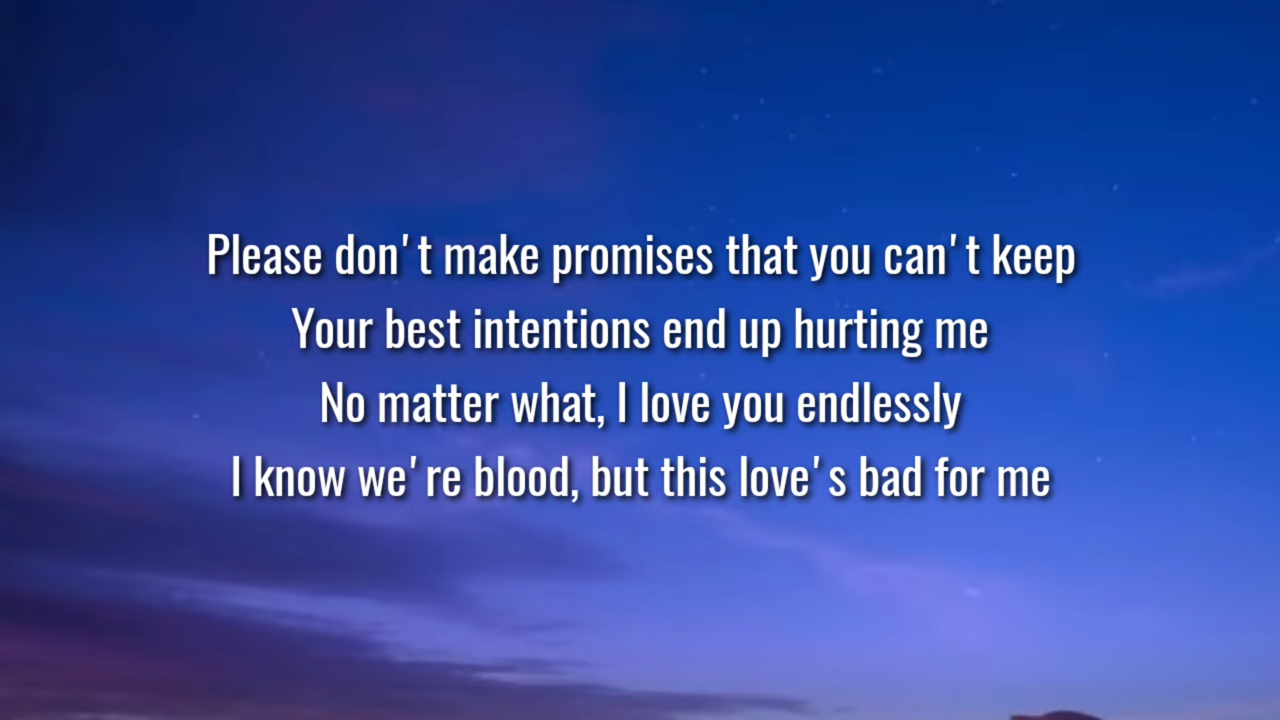 Please don't make promises that you can't keep
Your best intentions end up hurting me
No matter what, I love you endlessly
I know we're blood, but this love's bad for me